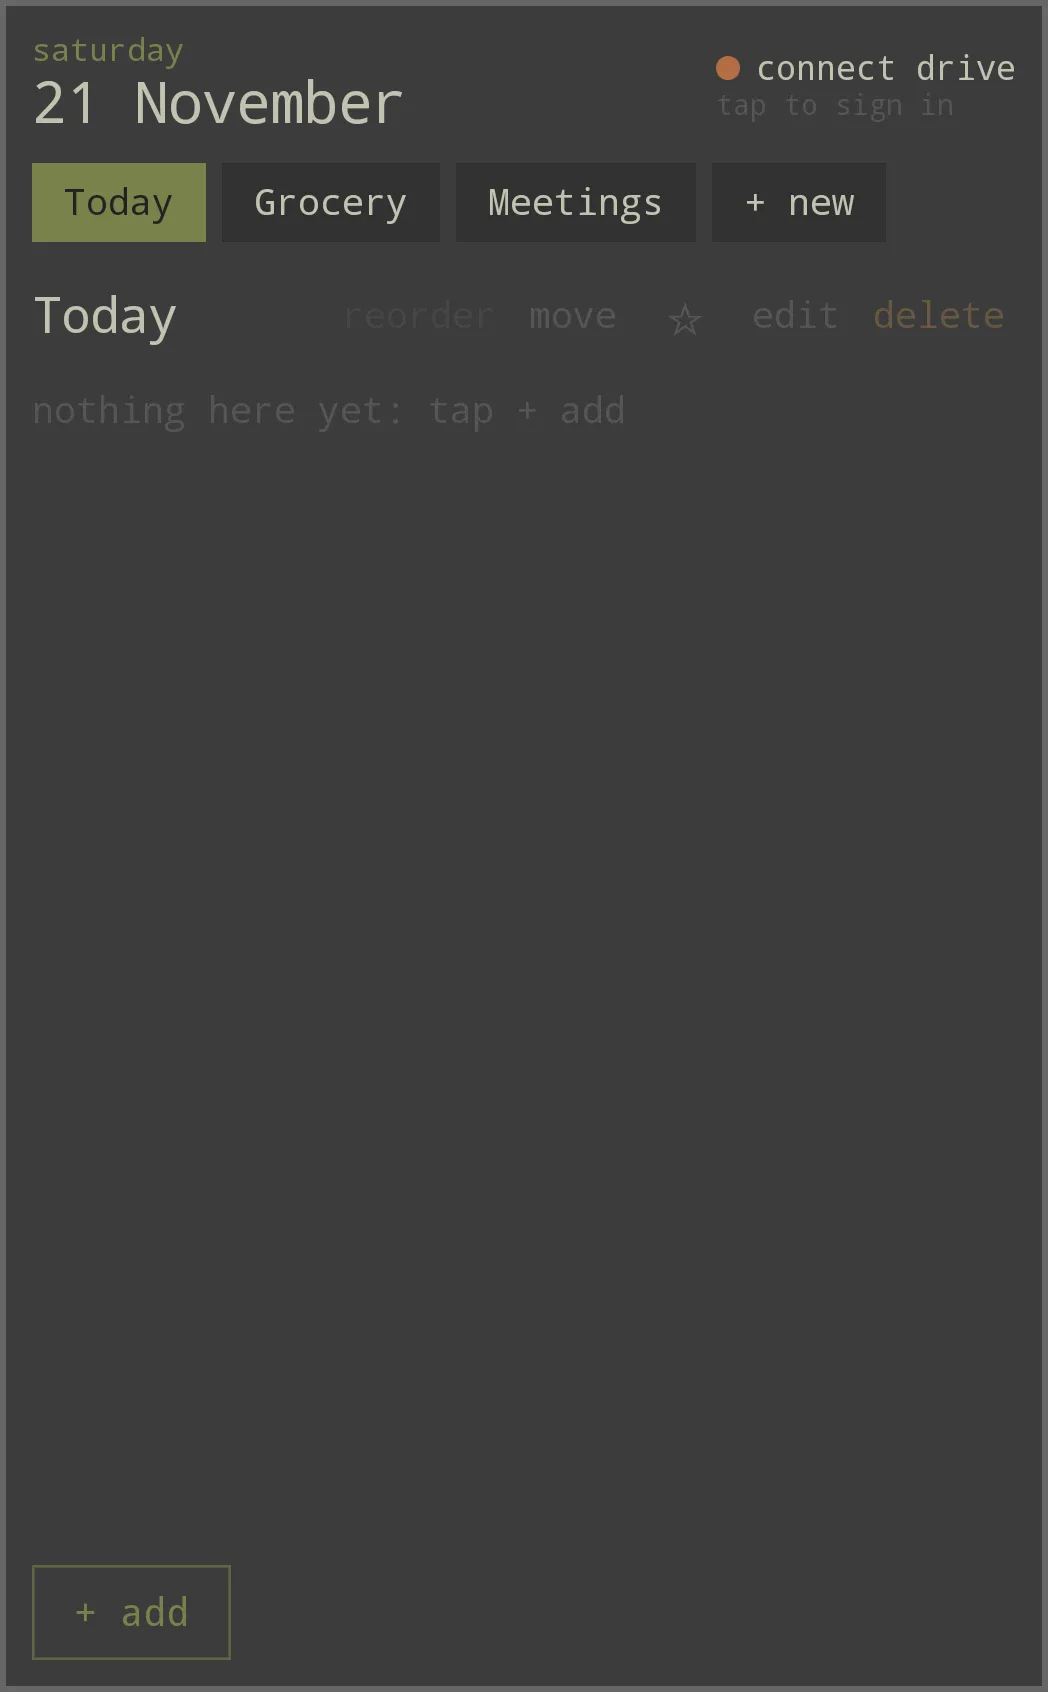 saturday
21 November
connect drive
tap to sign in
Today
Grocery
Meetings
+ new
Today
reorder
move
☆
edit
delete
nothing here yet: tap + add
+ add